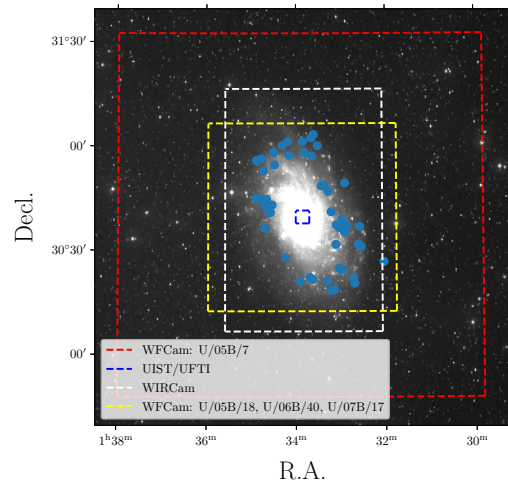 31°30′
00′
30°30′
00′
Decl.
WFCam: U/05B/7
UIST/UFTI
WIRCam
WFCam: U/05B/18, U/06B/40, U/07B/17
1ʰ38ᵐ 36ᵐ 34ᵐ 32ᵐ 30ᵐ
R.A.